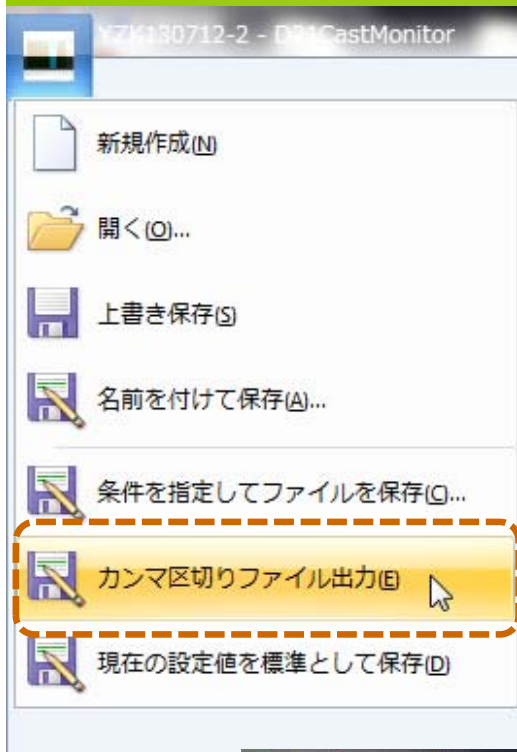 YZK130712-2 - D21CastMonitor
新規作成(N)
開く(O)...
上書き保存(S)
名前を付けて保存(A)...
条件を指定してファイルを保存(C)...
カンマ区切りファイル出力(E)
現在の設定値を標準として保存(D)